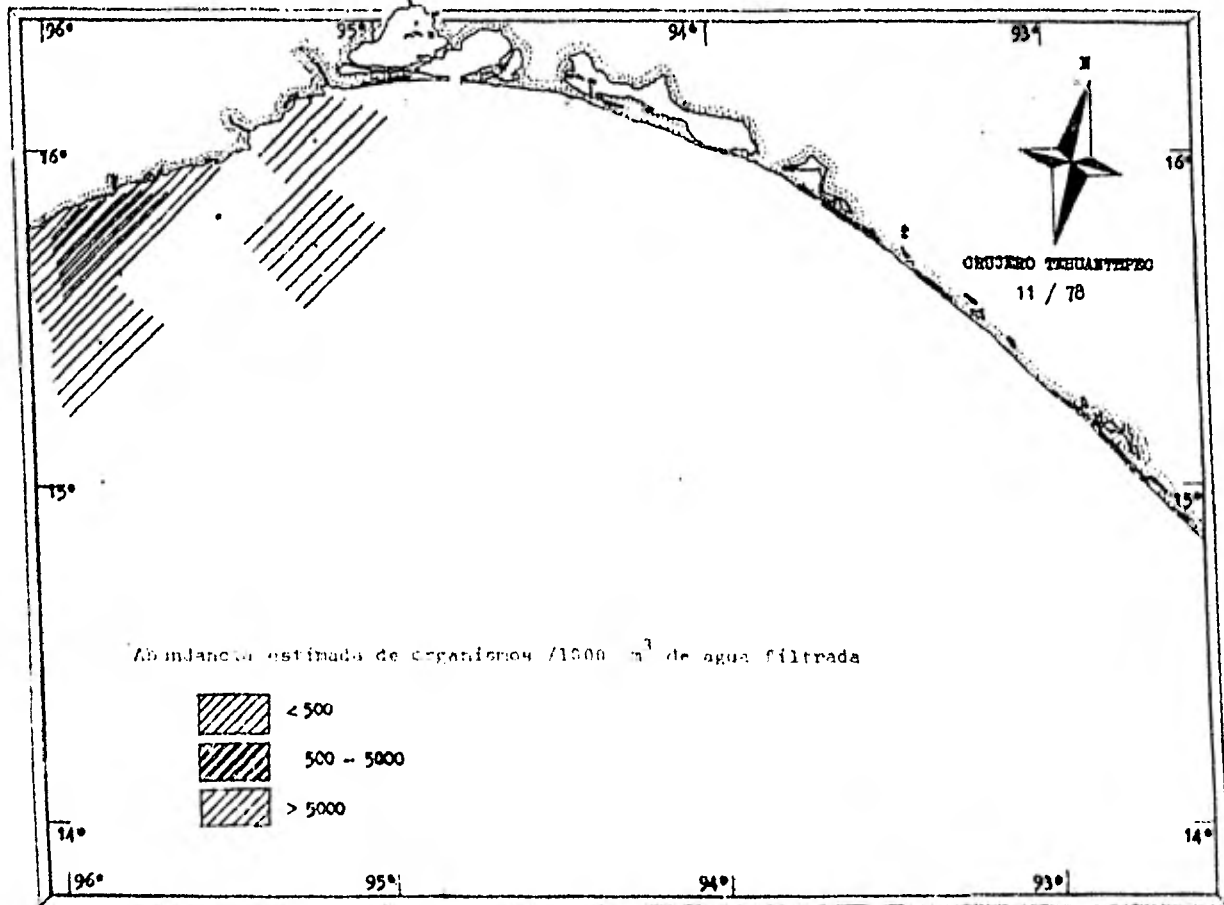 96° 95° 94° 93°
N
16° 16°
CRUJERO TEHUANTEPEC
11 / 78
15° 15°
Abundancia estimada de organismos /1000 m³ de agua filtrada
< 500
500 - 5000
> 5000
14° 14°
96° 95° 94° 93°